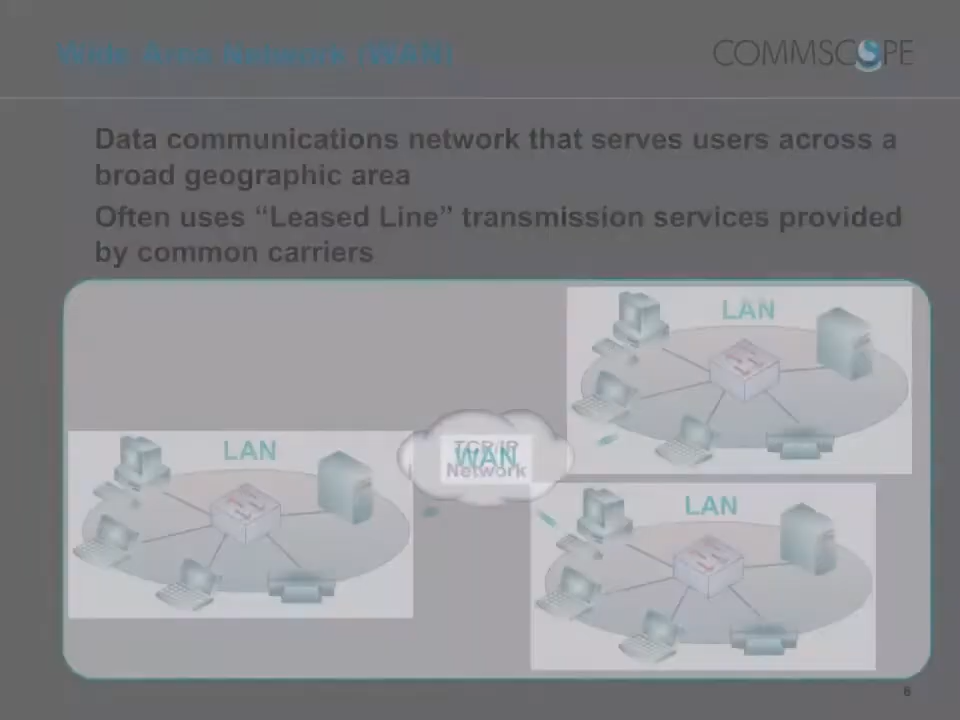 Wide Area Network (WAN)
COMMSCOPE
Data communications network that serves users across a
broad geographic area
Often uses “Leased Line” transmission services provided
by common carriers
LAN
LAN
TCP/IP
WAN
Network
LAN
8